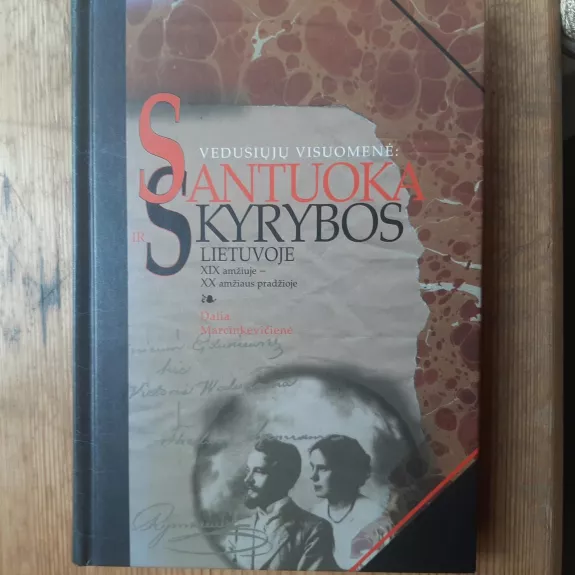 VEDUSIŲJŲ VISUOMENĖ:
SANTUOKA
IR SKYRYBOS
LIETUVOJE
XIX amžiuje –
XX amžiaus pradžioje
Dalia
Marcinkevičienė